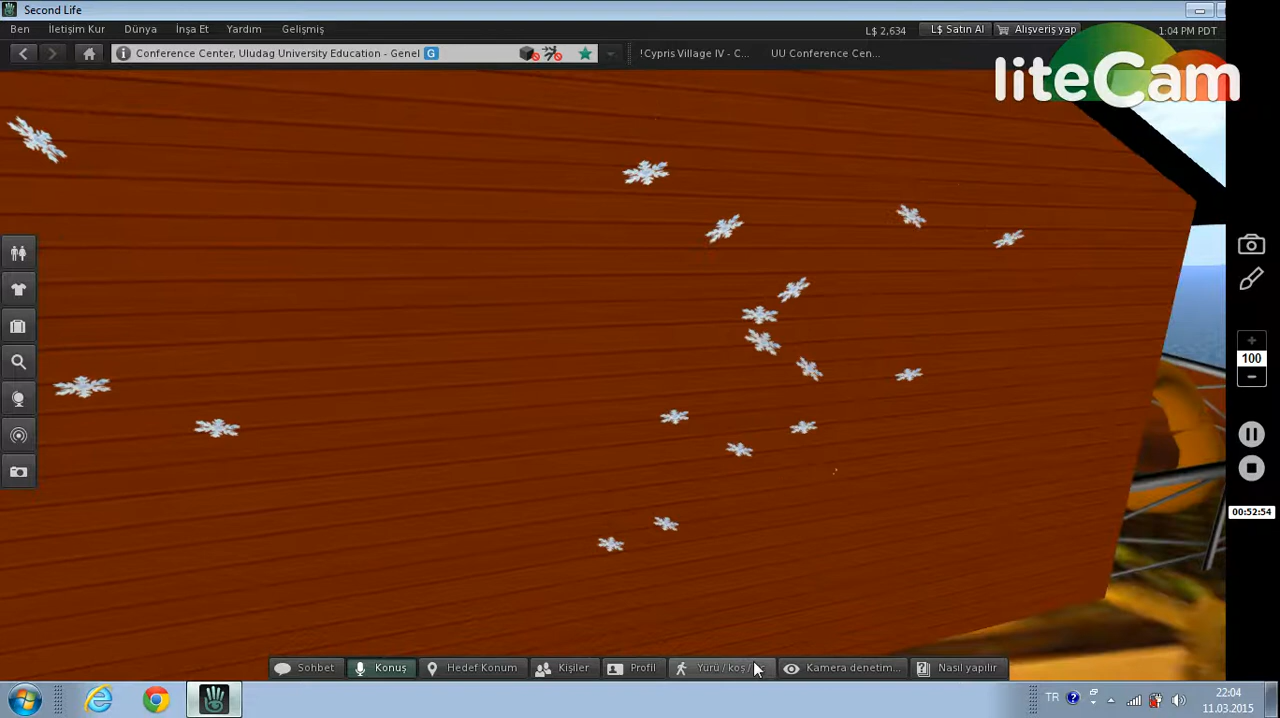 Second Life
Ben İletişim Kur Dünya İnşa Et Yardım Gelişmiş L$ 2,634 L$ Satın Al Alışveriş yap 1:04 PM PDT
Conference Center, Uludag University Education - Genel G !Cypris Village IV - C... UU Conference Cen...
liteCam
100
00:52:54
Sohbet Konuş Hedef Konum Kişiler Profil Yürü / koş / Kamera denetim... Nasıl yapılır
TR 22:04
11.03.2015